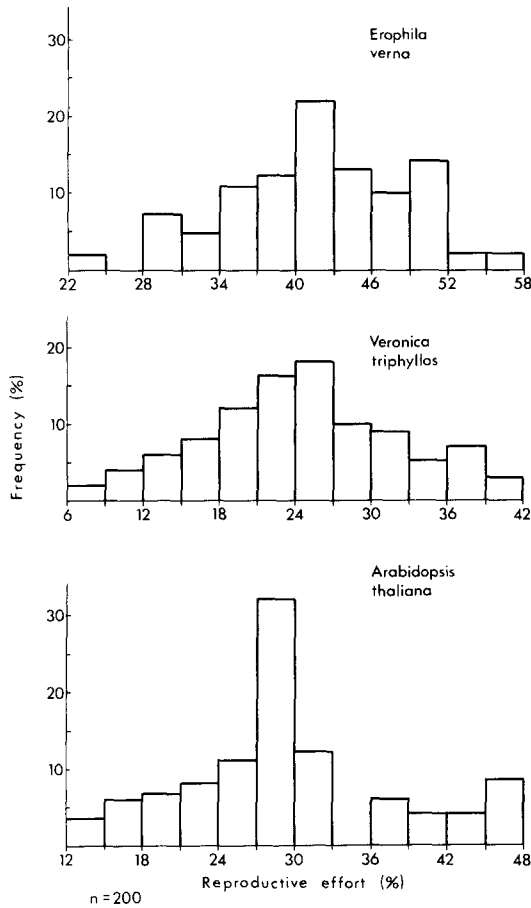 Erophila
verna
30
20
10
22 28 34 40 46 52 58
Veronica
triphyllos
20
10
6 12 18 24 30 36 42
Frequency (%)
Arabidopsis
thaliana
30
20
10
12 18 24 30 36 42 48
Reproductive effort (%)
n=200